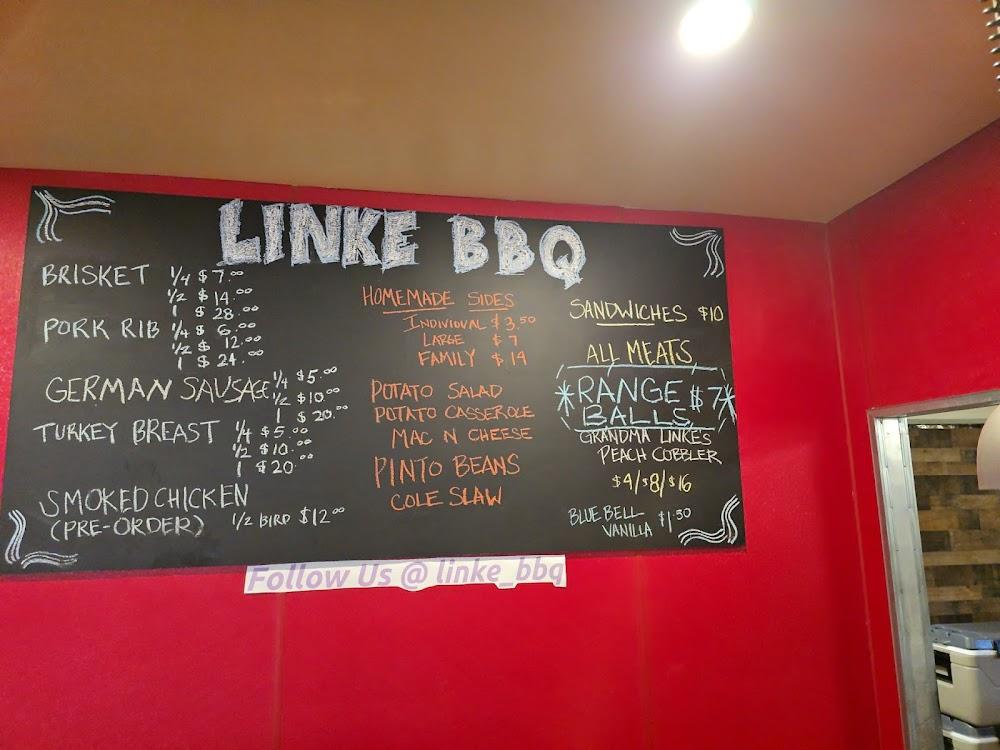 LINKE BBQ
BRISKET 1/4 $7.00
1/2 $14.00
1 $28.00
PORK RIB 1/4 $6.00
1/2 $12.00
1 $24.00
GERMAN SAUSAGE 1/4 $5.00
1/2 $10.00
1 $20.00
TURKEY BREAST 1/4 $5.00
1/2 $10.00
1 $20.00
SMOKED CHICKEN
(PRE-ORDER) 1/2 BIRD $12.00
HOMEMADE SIDES
INDIVIDUAL $3.50
LARGE $7
FAMILY $14
POTATO SALAD
POTATO CASSEROLE
MAC N CHEESE
PINTO BEANS
COLE SLAW
SANDWICHES $10
ALL MEATS
*RANGE $7*
BALLS
GRANDMA LINKE'S
PEACH COBBLER
$4/$8/$16
BLUE BELL $1.50
VANILLA
Follow Us @ linke_bbq